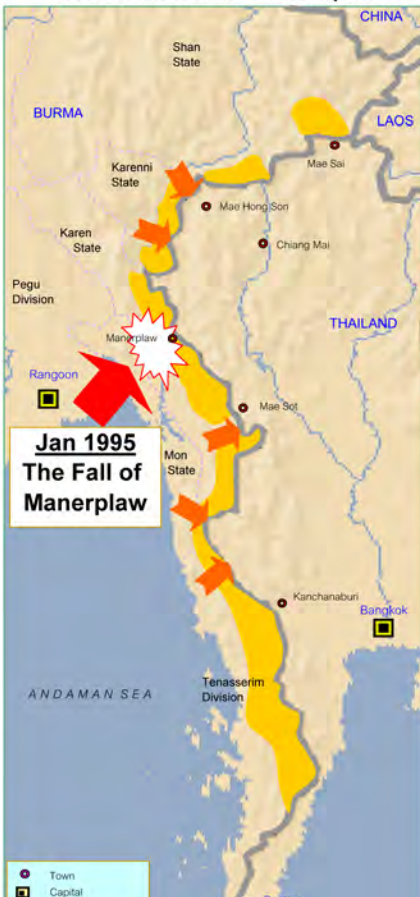 CHINA
Shan
State
BURMA
LAOS
Mae Sai
Karenni
State
Mae Hong Son
Karen
State
Chiang Mai
Pegu
Division
THAILAND
Manerplaw
Rangoon
Mae Sot
Jan 1995
The Fall of
Manerplaw
Mon
State
Kanchanaburi
Bangkok
Tenasserim
Division
ANDAMAN SEA
Town
Capital